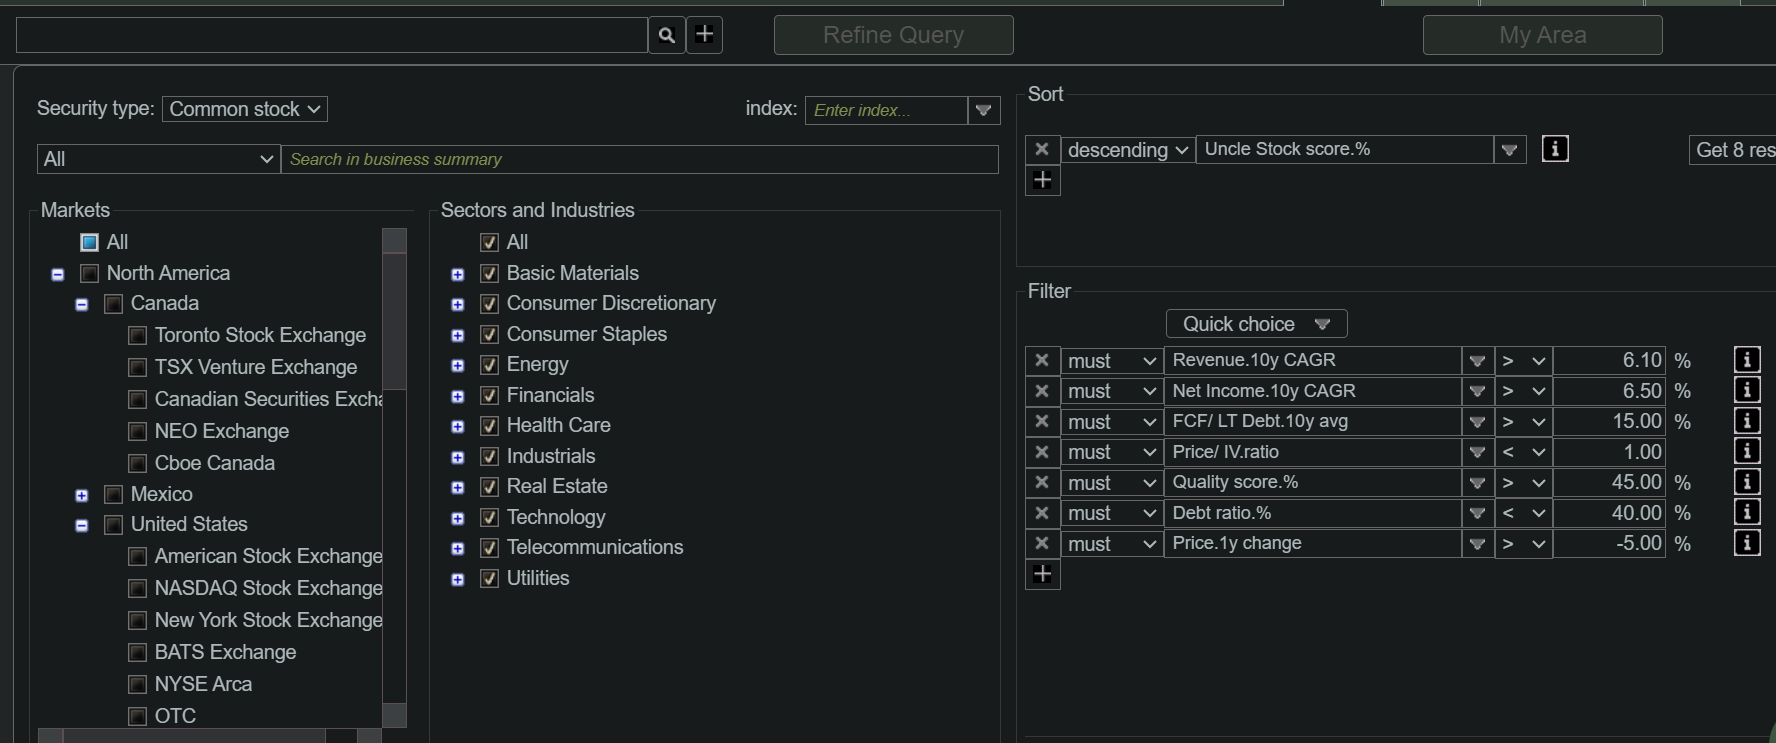 Refine Query
My Area
Security type: Common stock
index: Enter index...
All
Search in business summary
Markets
All
North America
Canada
Toronto Stock Exchange
TSX Venture Exchange
Canadian Securities Excha
NEO Exchange
Cboe Canada
Mexico
United States
American Stock Exchange
NASDAQ Stock Exchange
New York Stock Exchange
BATS Exchange
NYSE Arca
OTC
Sectors and Industries
All
Basic Materials
Consumer Discretionary
Consumer Staples
Energy
Financials
Health Care
Industrials
Real Estate
Technology
Telecommunications
Utilities
Sort
descending Uncle Stock score.% i Get 8 res
Filter
Quick choice
must Revenue.10y CAGR > 6.10 % i
must Net Income.10y CAGR > 6.50 % i
must FCF/ LT Debt.10y avg > 15.00 % i
must Price/ IV.ratio < 1.00 i
must Quality score.% > 45.00 % i
must Debt ratio.% < 40.00 % i
must Price.1y change > -5.00 % i